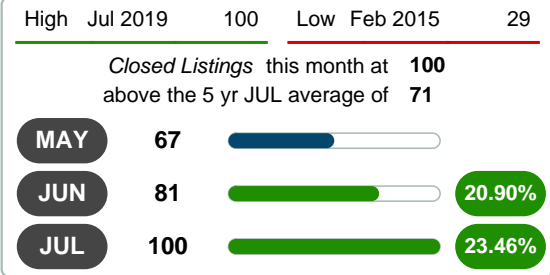 High Jul 2019 100 Low Feb 2015 29
Closed Listings this month at 100
above the 5 yr JUL average of 71
MAY 67
JUN 81 20.90%
JUL 100 23.46%